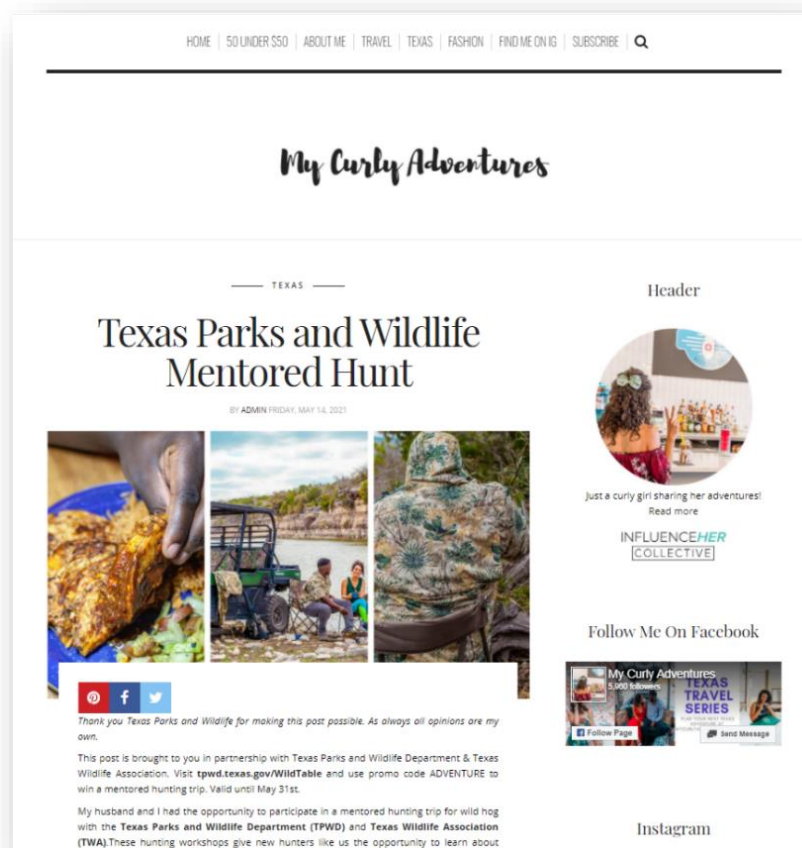 HOME | 50 UNDER $50 | ABOUT ME | TRAVEL | TEXAS | FASHION | FIND ME ON IG | SUBSCRIBE
My Curly Adventures
TEXAS
Texas Parks and Wildlife
Mentored Hunt
BY ADMIN FRIDAY, MAY 14, 2021
Thank you Texas Parks and Wildlife for making this post possible. As always all opinions are my
own.
This post is brought to you in partnership with Texas Parks and Wildlife Department & Texas
Wildlife Association. Visit tpwd.texas.gov/WildTable and use promo code ADVENTURE to
win a mentored hunting trip. Valid until May 31st.
My husband and I had the opportunity to participate in a mentored hunting trip for wild hog
with the Texas Parks and Wildlife Department (TPWD) and Texas Wildlife Association
(TWA).These hunting workshops give new hunters like us the opportunity to learn about
Header
Just a curly girl sharing her adventures!
Read more
INFLUENCEHER
COLLECTIVE
Follow Me On Facebook
My Curly Adventures
5,960 followers
TEXAS
TRAVEL
SERIES
Follow Page
Send Message
Instagram